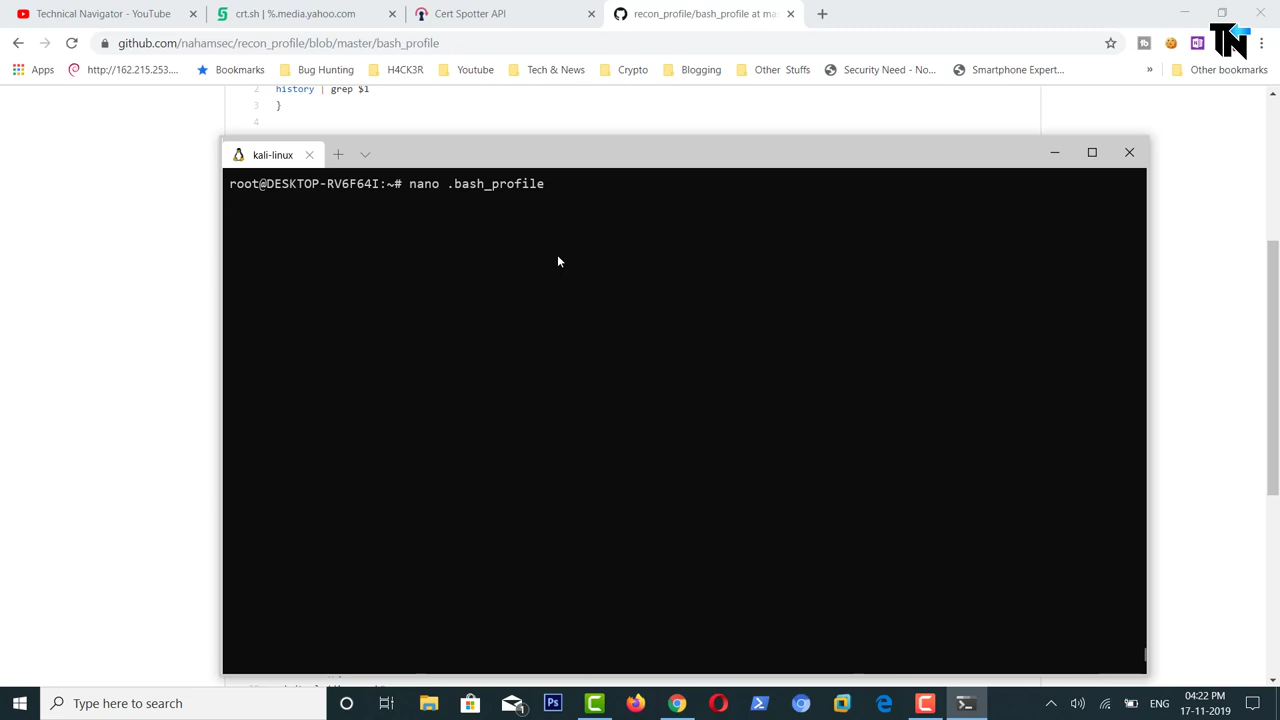 Technical Navigator - YouTube
crt.sh | %.media.yahoo.com
Cert Spotter API
recon_profile/bash_profile at mas
github.com/nahamsec/recon_profile/blob/master/bash_profile
TN
Apps
http://162.215.253....
Bookmarks
Bug Hunting
H4CK3R
Youtube
Tech & News
Crypto
Blogging
Other Stuffs
Security Need - No...
Smartphone Expert...
»
Other bookmarks
2 history | grep $1
3 }
4
kali-linux
root@DESKTOP-RV6F64I:~# nano .bash_profile
Type here to search
ENG
04:22 PM
17-11-2019